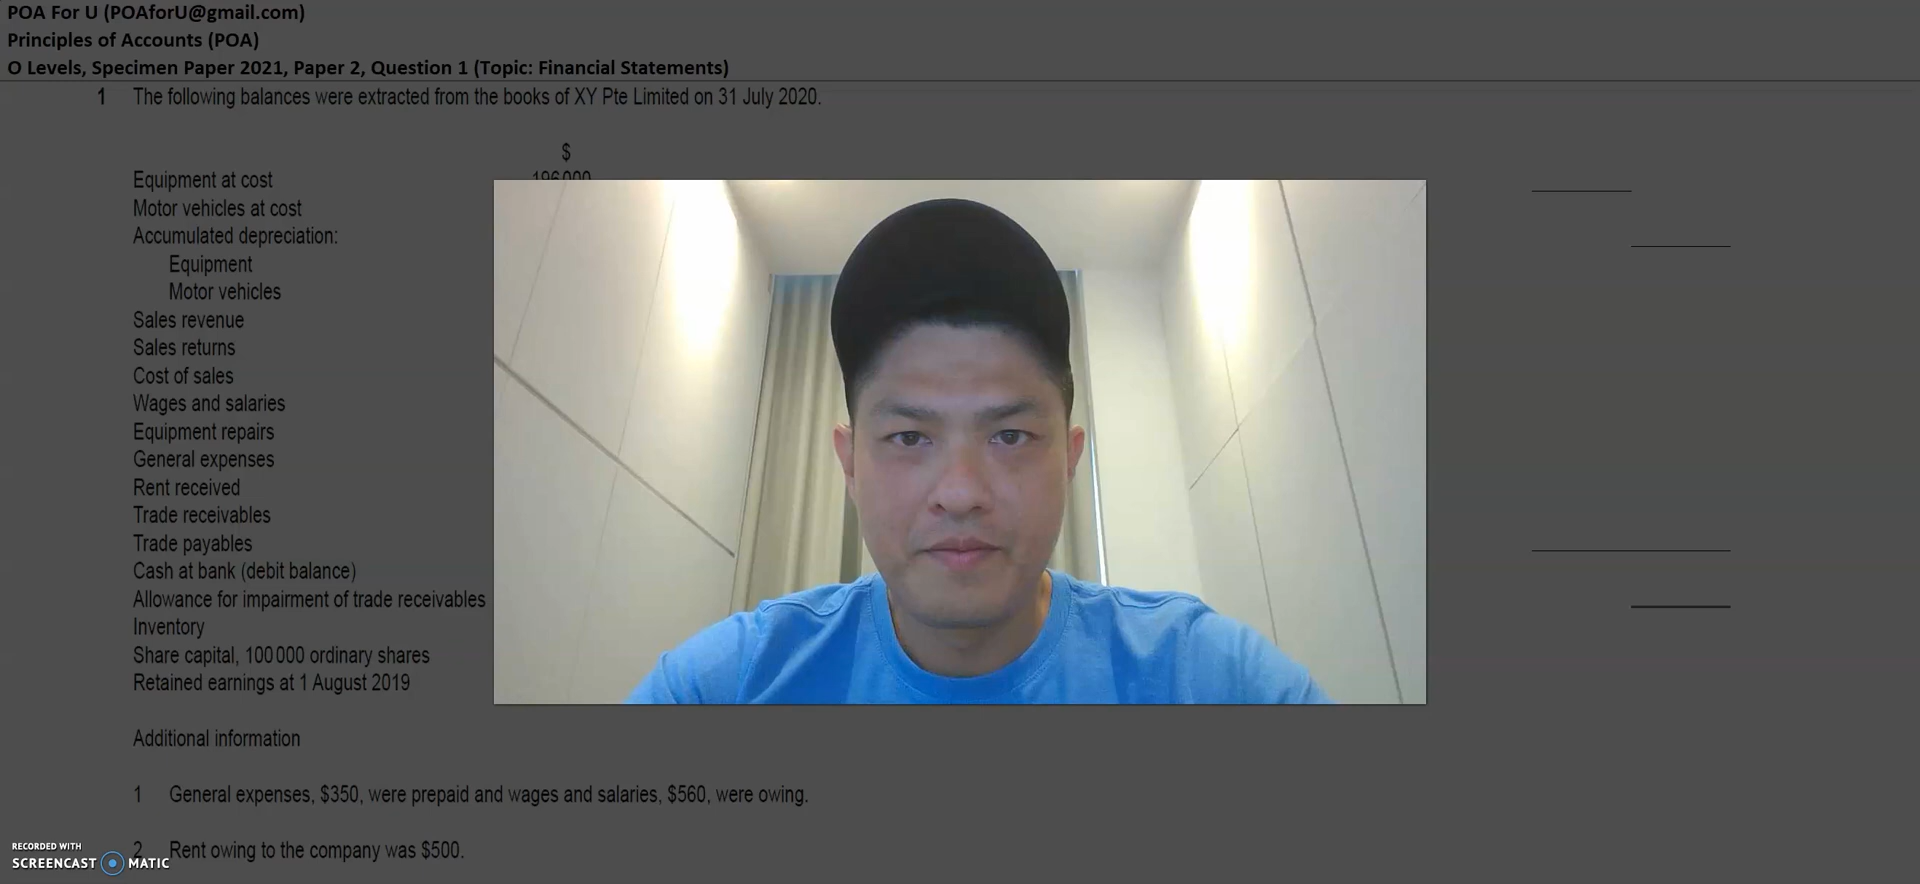 POA For U (POAforU@gmail.com)
Principles of Accounts (POA)
O Levels, Specimen Paper 2021, Paper 2, Question 1 (Topic: Financial Statements)
1 The following balances were extracted from the books of XY Pte Limited on 31 July 2020.
$
Equipment at cost 196 000
Motor vehicles at cost
Accumulated depreciation:
Equipment
Motor vehicles
Sales revenue
Sales returns
Cost of sales
Wages and salaries
Equipment repairs
General expenses
Rent received
Trade receivables
Trade payables
Cash at bank (debit balance)
Allowance for impairment of trade receivables
Inventory
Share capital, 100 000 ordinary shares
Retained earnings at 1 August 2019
Additional information
1 General expenses, $350, were prepaid and wages and salaries, $560, were owing.
2 Rent owing to the company was $500.
RECORDED WITH
SCREENCAST MATIC